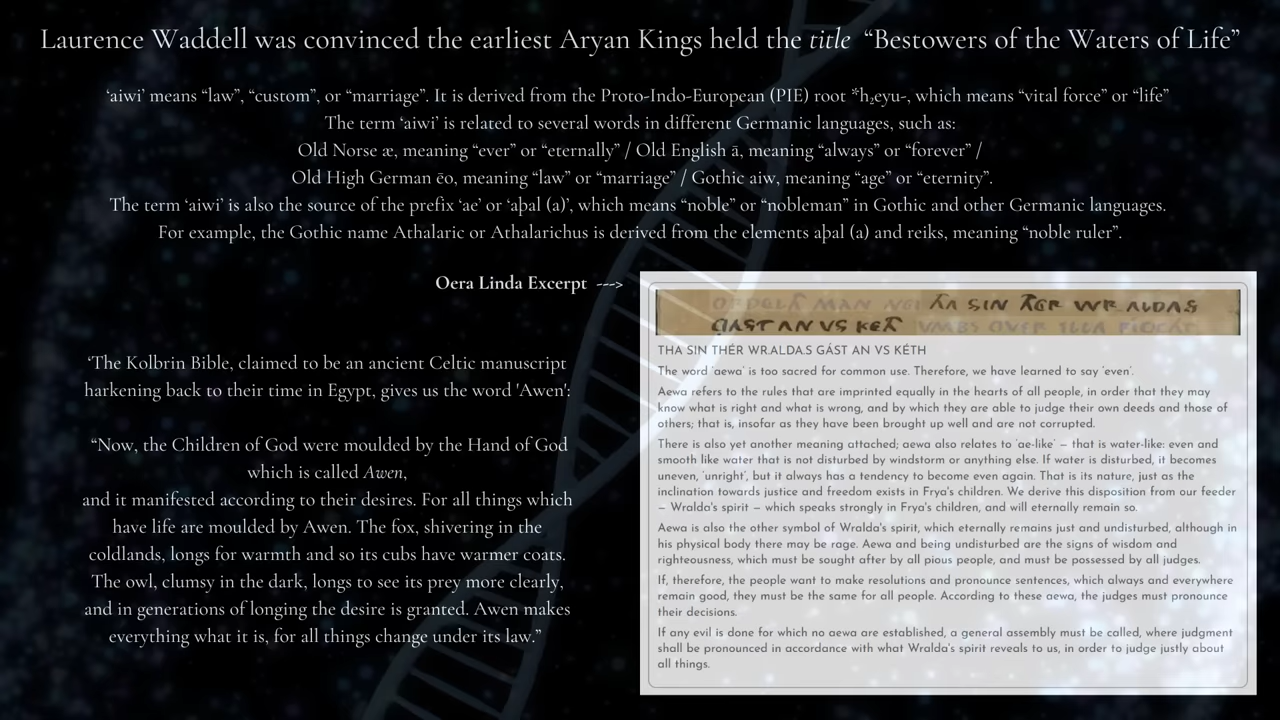 Laurence Waddell was convinced the earliest Aryan Kings held the title “Bestowers of the Waters of Life”
‘aiwi’ means “law”, “custom”, or “marriage”. It is derived from the Proto-Indo-European (PIE) root *h₂eyu-, which means “vital force” or “life”
The term ‘aiwi’ is related to several words in different Germanic languages, such as:
Old Norse æ, meaning “ever” or “eternally” / Old English ā, meaning “always” or “forever” /
Old High German ēo, meaning “law” or “marriage” / Gothic aiw, meaning “age” or “eternity”.
The term ‘aiwi’ is also the source of the prefix ‘ae’ or ‘aþal (a)’, which means “noble” or “nobleman” in Gothic and other Germanic languages.
For example, the Gothic name Athalaric or Athalarichus is derived from the elements aþal (a) and reiks, meaning “noble ruler”.
Oera Linda Excerpt --->
‘The Kolbrin Bible, claimed to be an ancient Celtic manuscript
harkening back to their time in Egypt, gives us the word 'Awen':
“Now, the Children of God were moulded by the Hand of God
which is called Awen,
and it manifested according to their desires. For all things which
have life are moulded by Awen. The fox, shivering in the
coldlands, longs for warmth and so its cubs have warmer coats.
The owl, clumsy in the dark, longs to see its prey more clearly,
and in generations of longing the desire is granted. Awen makes
everything what it is, for all things change under its law.”
THA SIN THÉR WR.ALDA.S GÁST AN VS KÉTH
The word ‘aewa’ is too sacred for common use. Therefore, we have learned to say ‘even’.
Aewa refers to the rules that are imprinted equally in the hearts of all people, in order that they may
know what is right and what is wrong, and by which they are able to judge their own deeds and those of
others; that is, insofar as they have been brought up well and are not corrupted.
There is also yet another meaning attached; aewa also relates to ‘ae-like’ — that is water-like: even and
smooth like water that is not disturbed by windstorm or anything else. If water is disturbed, it becomes
uneven, ‘unright’, but it always has a tendency to become even again. That is its nature, just as the
inclination towards justice and freedom exists in Frya's children. We derive this disposition from our feeder
— Wralda's spirit — which speaks strongly in Frya's children, and will eternally remain so.
Aewa is also the other symbol of Wralda's spirit, which eternally remains just and undisturbed, although in
his physical body there may be rage. Aewa and being undisturbed are the signs of wisdom and
righteousness, which must be sought after by all pious people, and must be possessed by all judges.
If, therefore, the people want to make resolutions and pronounce sentences, which always and everywhere
remain good, they must be the same for all people. According to these aewa, the judges must pronounce
their decisions.
If any evil is done for which no aewa are established, a general assembly must be called, where judgment
shall be pronounced in accordance with what Wralda's spirit reveals to us, in order to judge justly about
all things.